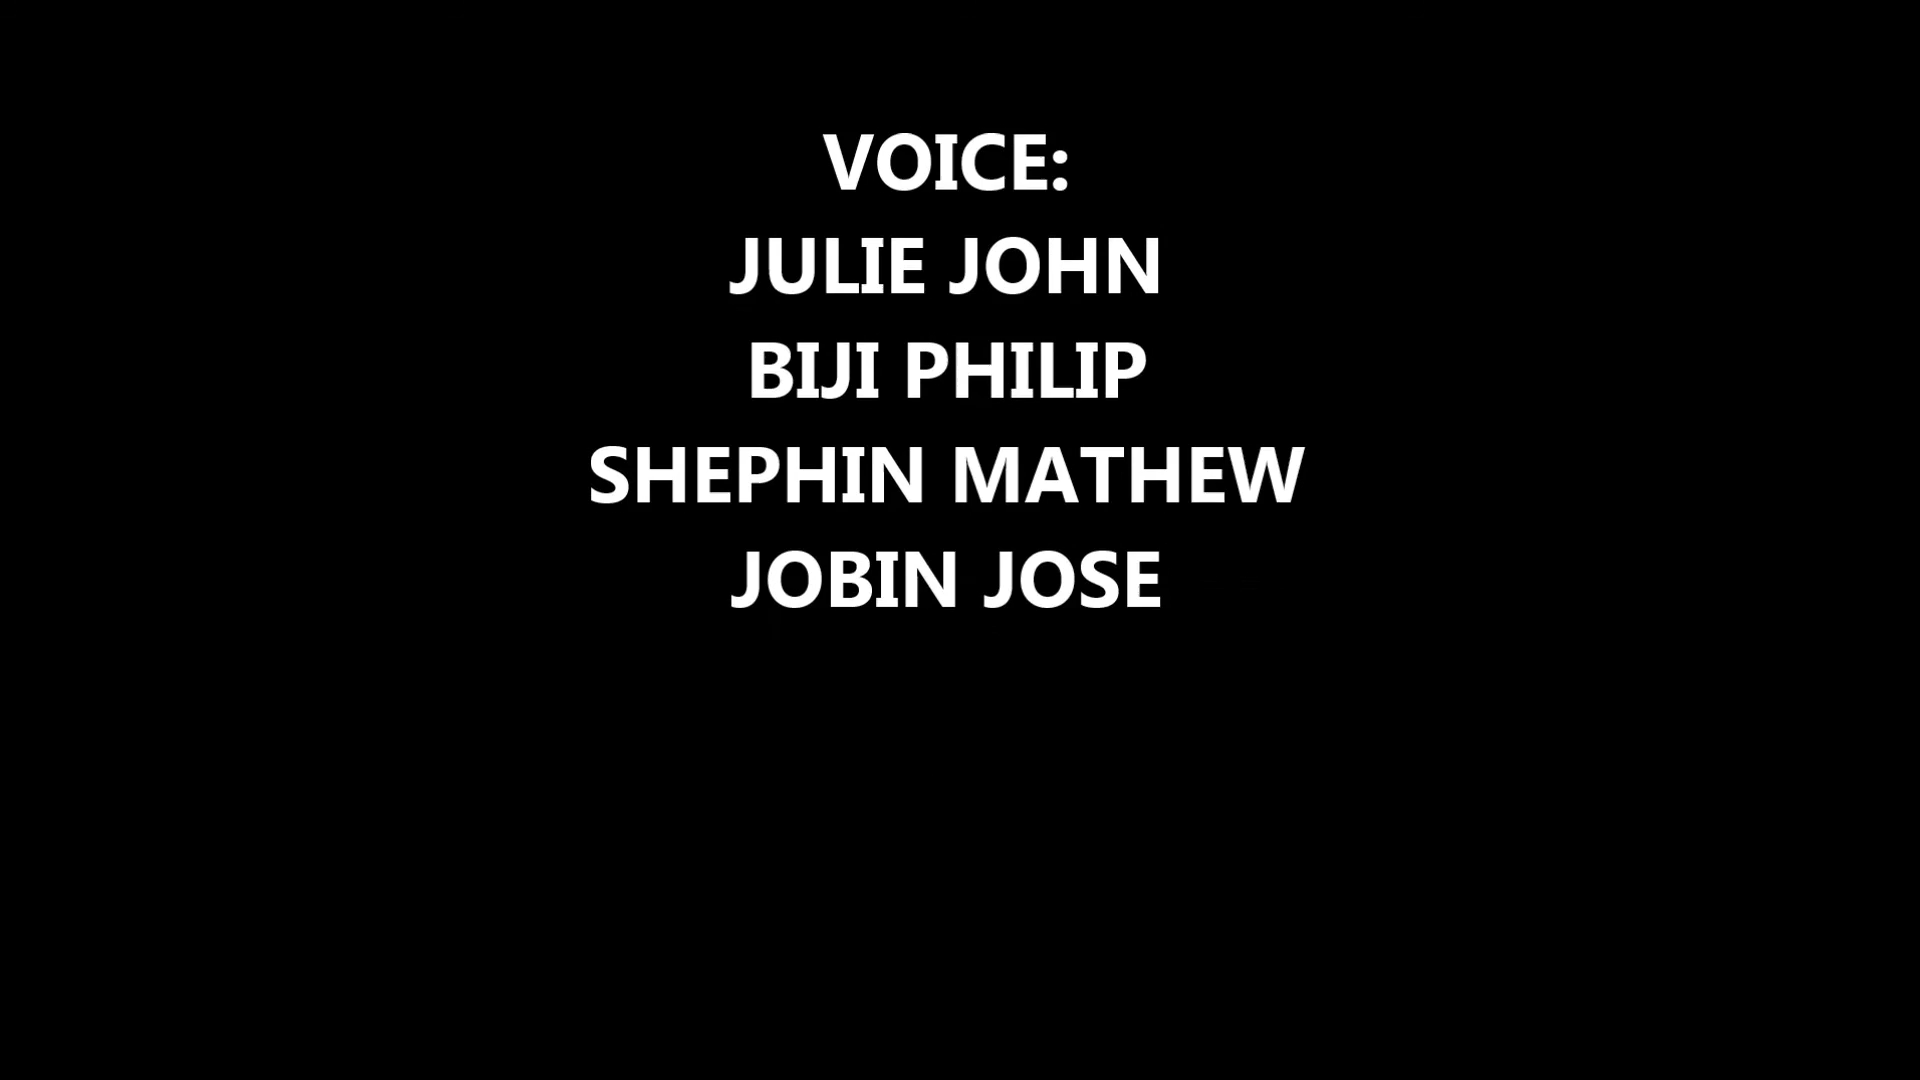 VOICE:
JULIE JOHN
BIJI PHILIP
SHEPHIN MATHEW
JOBIN JOSE